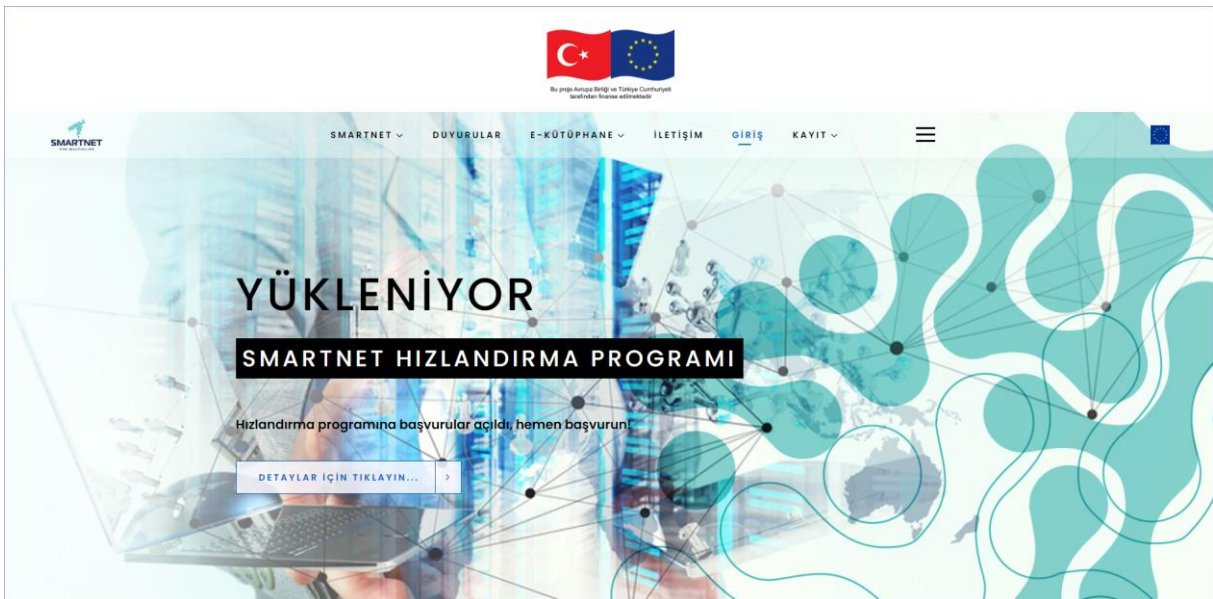 Bu proje Avrupa Birliği ve Türkiye Cumhuriyeti
tarafından finanse edilmektedir
SMARTNET
SMARTNET
DUYURULAR
E-KÜTÜPHANE
İLETİŞİM
GİRİŞ
KAYIT
YÜKLENİYOR
SMARTNET HIZLANDIRMA PROGRAMI
Hızlandırma programına başvurular açıldı, hemen başvurun!
DETAYLAR İÇİN TIKLAYIN... >